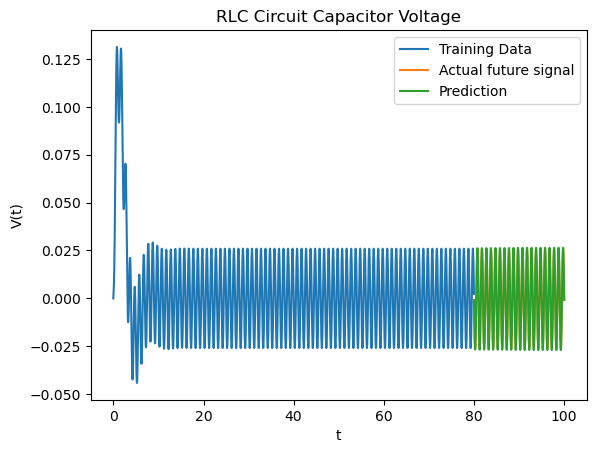 RLC Circuit Capacitor Voltage
Training Data
Actual future signal
Prediction
V(t)
0.125
0.100
0.075
0.050
0.025
0.000
−0.025
−0.050
0 20 40 60 80 100
t